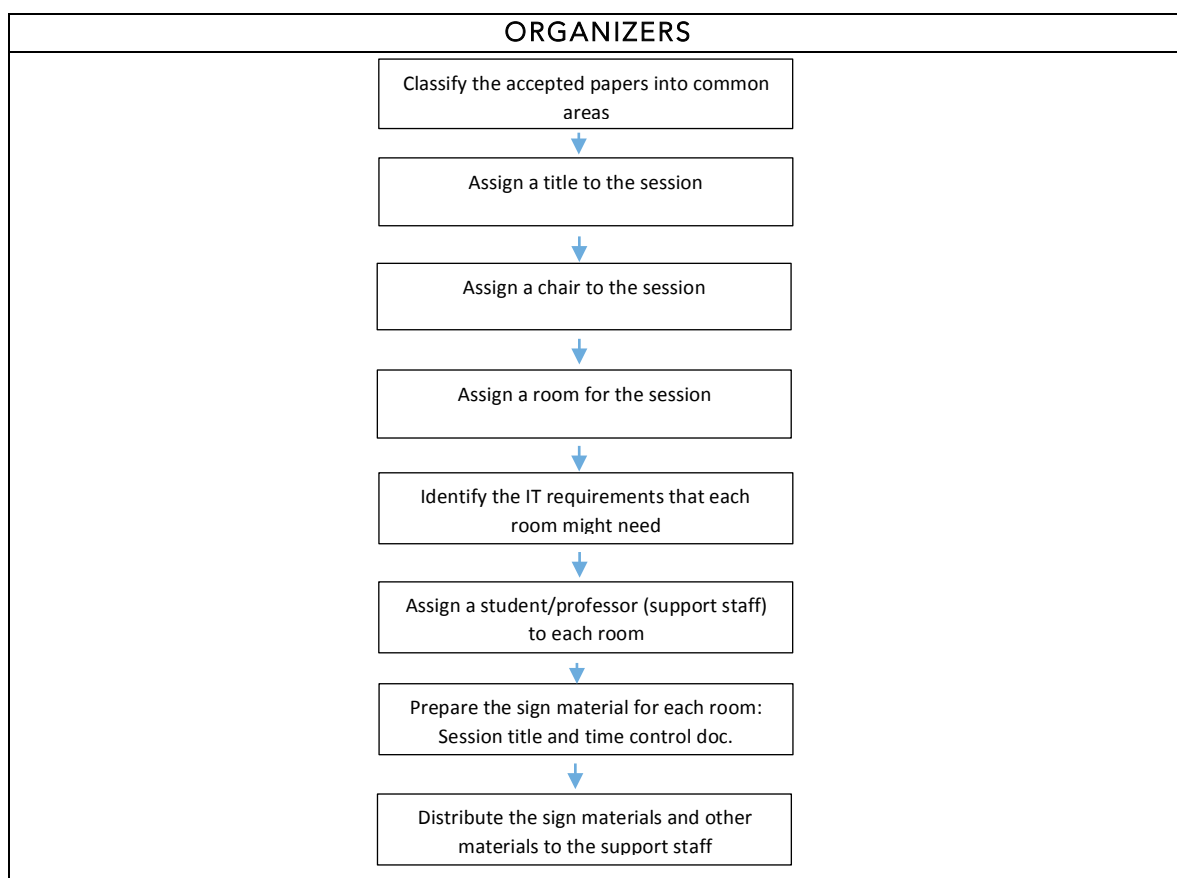 ORGANIZERS
Classify the accepted papers into common
areas
Assign a title to the session
Assign a chair to the session
Assign a room for the session
Identify the IT requirements that each
room might need
Assign a student/professor (support staff)
to each room
Prepare the sign material for each room:
Session title and time control doc.
Distribute the sign materials and other
materials to the support staff